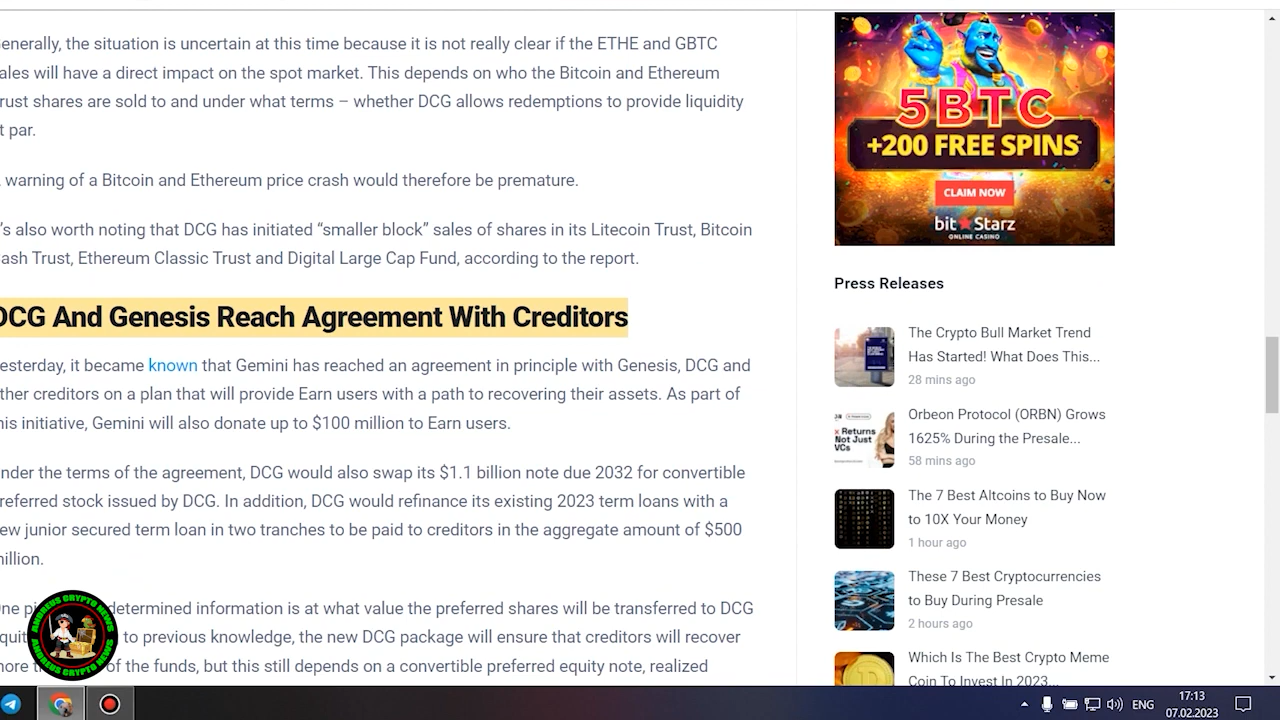 enerally, the situation is uncertain at this time because it is not really clear if the ETHE and GBTC
ales will have a direct impact on the spot market. This depends on who the Bitcoin and Ethereum
rust shares are sold to and under what terms – whether DCG allows redemptions to provide liquidity
t par.
warning of a Bitcoin and Ethereum price crash would therefore be premature.
's also worth noting that DCG has initiated “smaller block” sales of shares in its Litecoin Trust, Bitcoin
ash Trust, Ethereum Classic Trust and Digital Large Cap Fund, according to the report.
DCG And Genesis Reach Agreement With Creditors
esterday, it became known that Gemini has reached an agreement in principle with Genesis, DCG and
ther creditors on a plan that will provide Earn users with a path to recovering their assets. As part of
his initiative, Gemini will also donate up to $100 million to Earn users.
nder the terms of the agreement, DCG would also swap its $1.1 billion note due 2032 for convertible
referred stock issued by DCG. In addition, DCG would refinance its existing 2023 term loans with a
ew junior secured term loan in two tranches to be paid to creditors in the aggregate amount of $500
illion.
ne pi determined information is at what value the preferred shares will be transferred to DCG
quit to previous knowledge, the new DCG package will ensure that creditors will recover
nore of the funds, but this still depends on a convertible preferred equity note, realized
ANDREUS CRYPTO NEWS
ANDREUS CRYPTO NEWS
5BTC
+200 FREE SPINS
CLAIM NOW
bit Starz
ONLINE CASINO
Press Releases
The Crypto Bull Market Trend
Has Started! What Does This...
28 mins ago
Orbeon Protocol (ORBN) Grows
1625% During the Presale...
58 mins ago
Returns
Not Just
VCs
The 7 Best Altcoins to Buy Now
to 10X Your Money
1 hour ago
These 7 Best Cryptocurrencies
to Buy During Presale
2 hours ago
Which Is The Best Crypto Meme
Coin To Invest In 2023...
ENG
17:13
07.02.2023